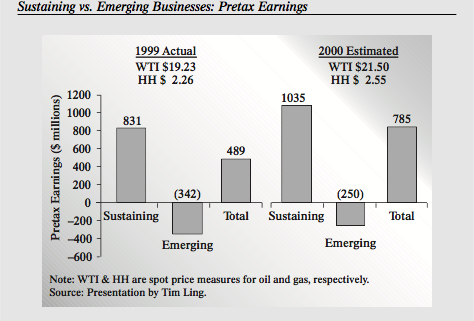 Sustaining vs. Emerging Businesses: Pretax Earnings
1999 Actual
WTI $19.23
HH $ 2.26
2000 Estimated
WTI $21.50
HH $ 2.55
Pretax Earnings ($ millions)
1200
1000
800
600
400
200
0
–200
–400
–600
831
(342)
489
1035
(250)
785
Sustaining
Emerging
Total
Sustaining
Emerging
Total
Note: WTI & HH are spot price measures for oil and gas, respectively.
Source: Presentation by Tim Ling.